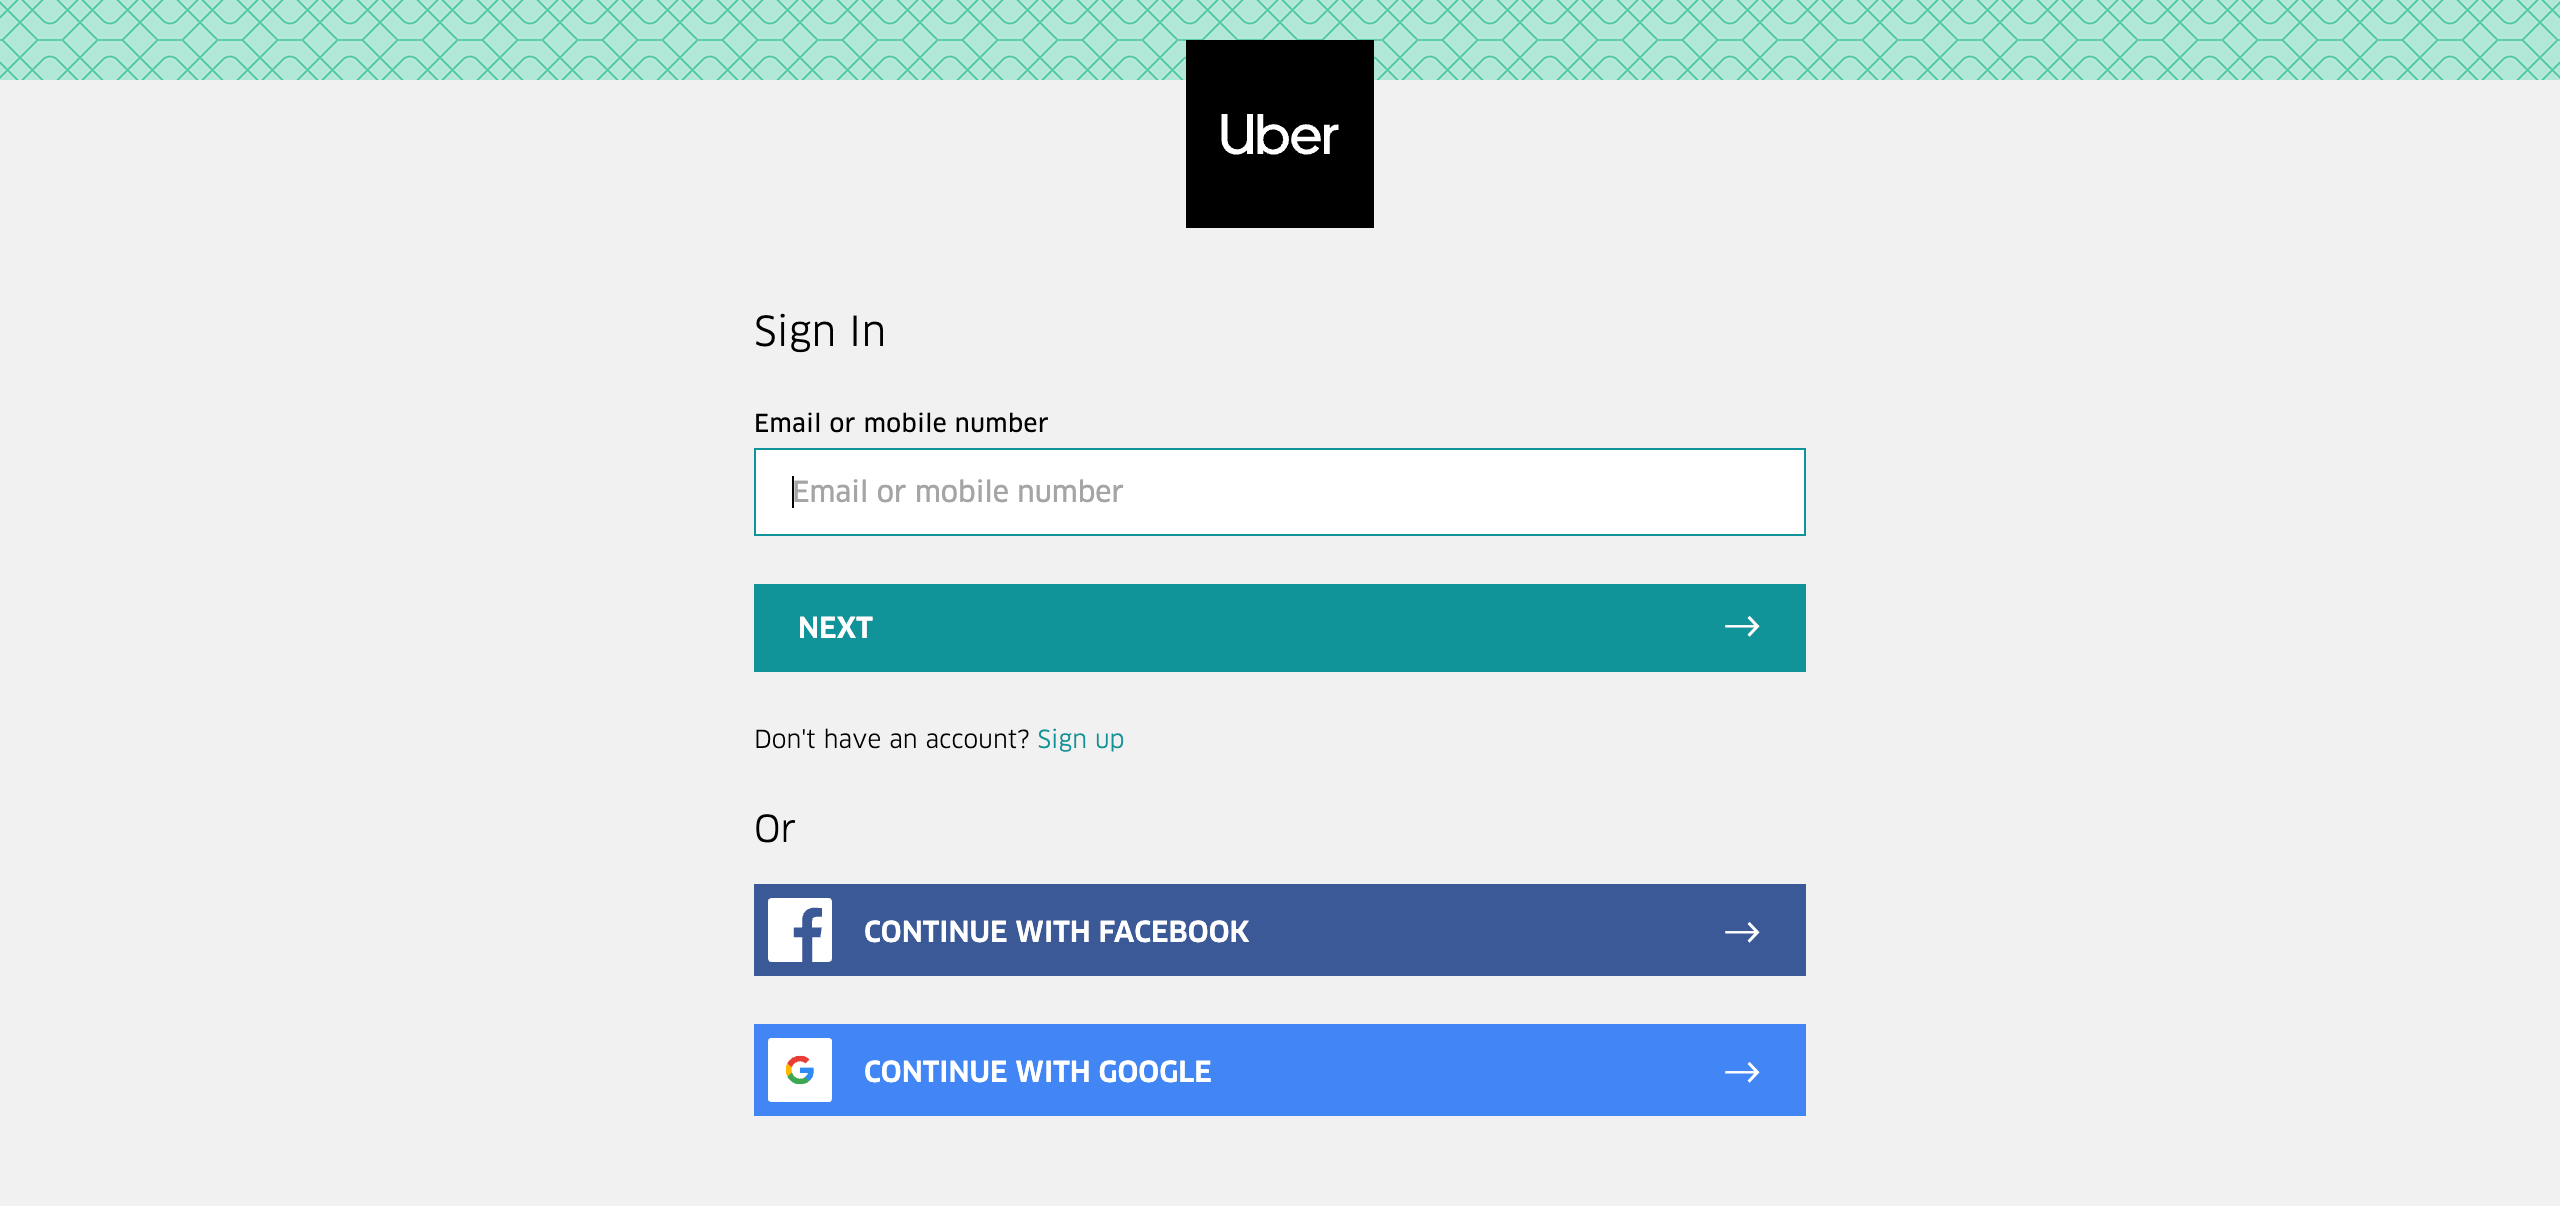 Uber
Sign In
Email or mobile number
Email or mobile number
NEXT
Don't have an account? Sign up
Or
CONTINUE WITH FACEBOOK
CONTINUE WITH GOOGLE